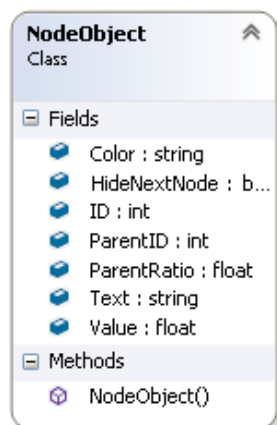 NodeObject
Class
Fields
Color : string
HideNextNode : b...
ID : int
ParentID : int
ParentRatio : float
Text : string
Value : float
Methods
NodeObject()